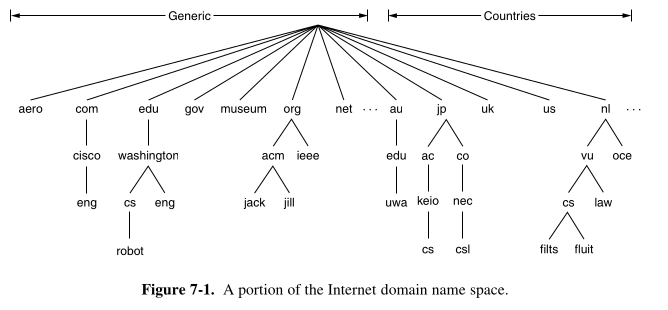 Generic Countries
aero com edu gov museum org net ... au jp uk us nl ...
cisco washington acm ieee edu ac co vu oce
eng cs eng jack jill uwa keio nec cs law
robot cs csl filts fluit
Figure 7-1. A portion of the Internet domain name space.